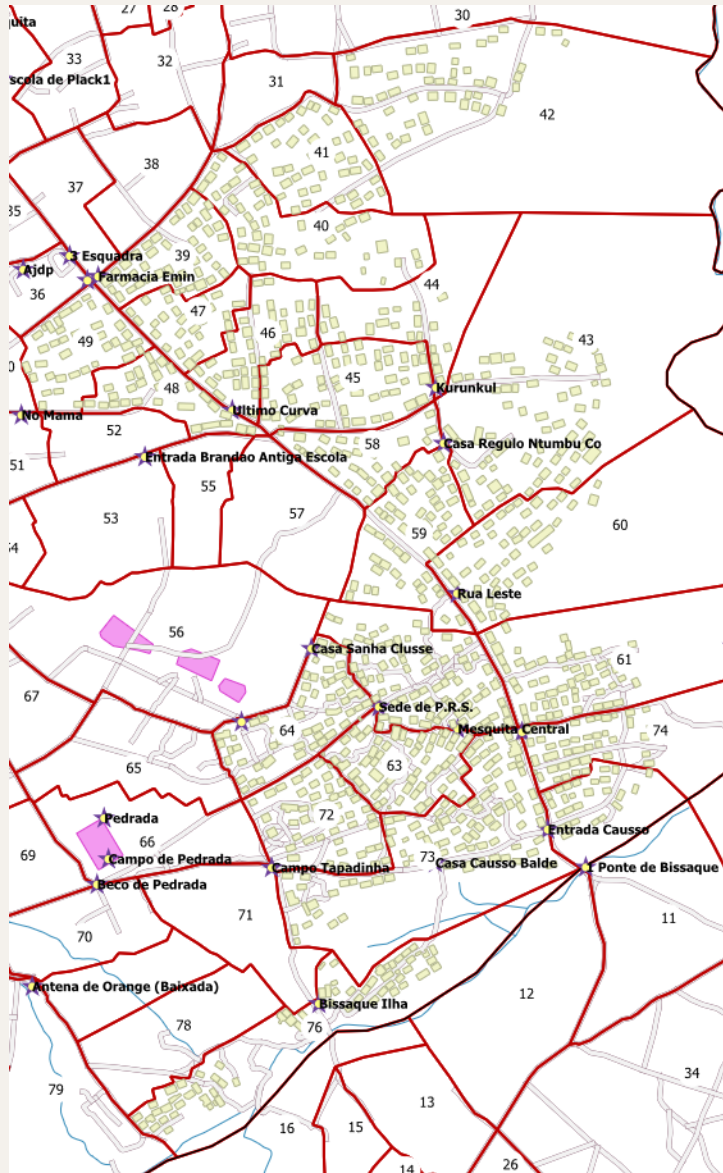 27
28
30
uita
33
32
scola de Plack1
31
42
41
38
37
35
40
3 Esquadra
39
Ajdp
Farmacia Emin
44
36
47
46
43
49
45
48
Kurunkul
No Mama
Ultimo Curva
52
58
Casa Regulo Ntumbu Co
Entrada Brandao Antiga Escola
51
55
57
53
59
60
54
Rua Leste
56
Casa Sanha Clusse
61
67
Sede de P.R.S.
64
Mesquita Central
74
65
63
72
Pedrada
66
Entrada Causso
69
Campo de Pedrada
73
Casa Causso Balde
Campo Tapadinha
Ponte de Bissaque
Beco de Pedrada
71
11
70
Antena de Orange (Baixada)
12
Bissaque Ilha
78
76
34
79
13
16
15
14
26